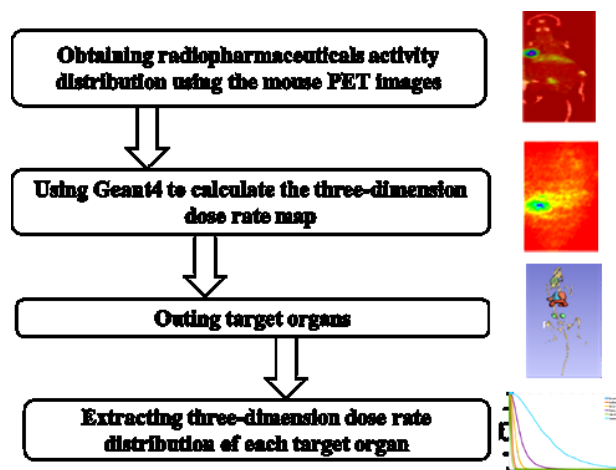 Obtaining radiopharmaceuticals activity
distribution using the mouse PET images
Using Geant4 to calculate the three-dimension
dose rate map
Outing target organs
Extracting three-dimension dose rate
distribution of each target organ